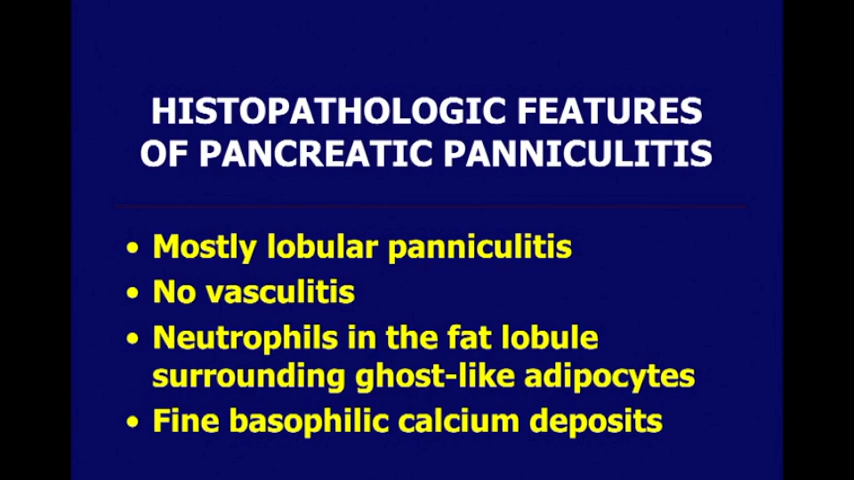 HISTOPATHOLOGIC FEATURES
OF PANCREATIC PANNICULITIS
• Mostly lobular panniculitis
• No vasculitis
• Neutrophils in the fat lobule
surrounding ghost-like adipocytes
• Fine basophilic calcium deposits